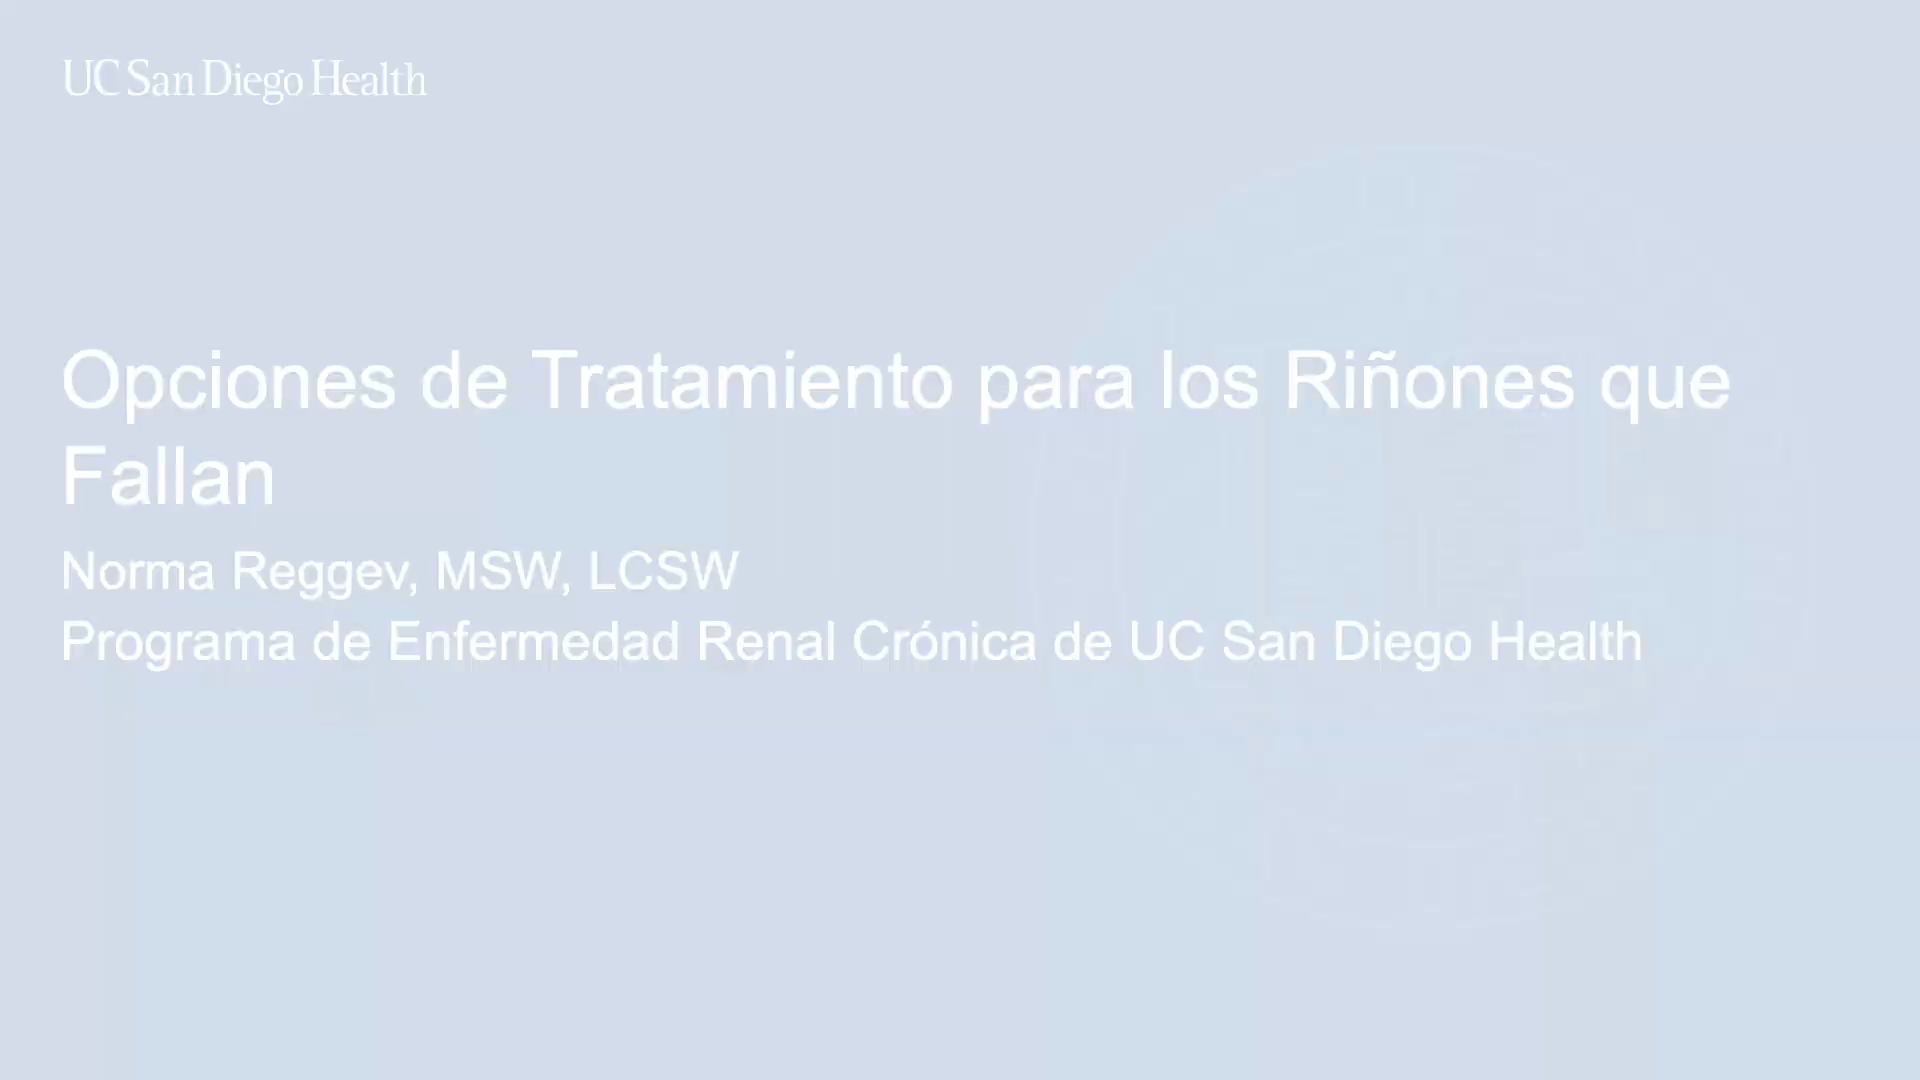 UC San Diego Health
Opciones de Tratamiento para los Riñones que
Fallan
Norma Reggev, MSW, LCSW
Programa de Enfermedad Renal Crónica de UC San Diego Health